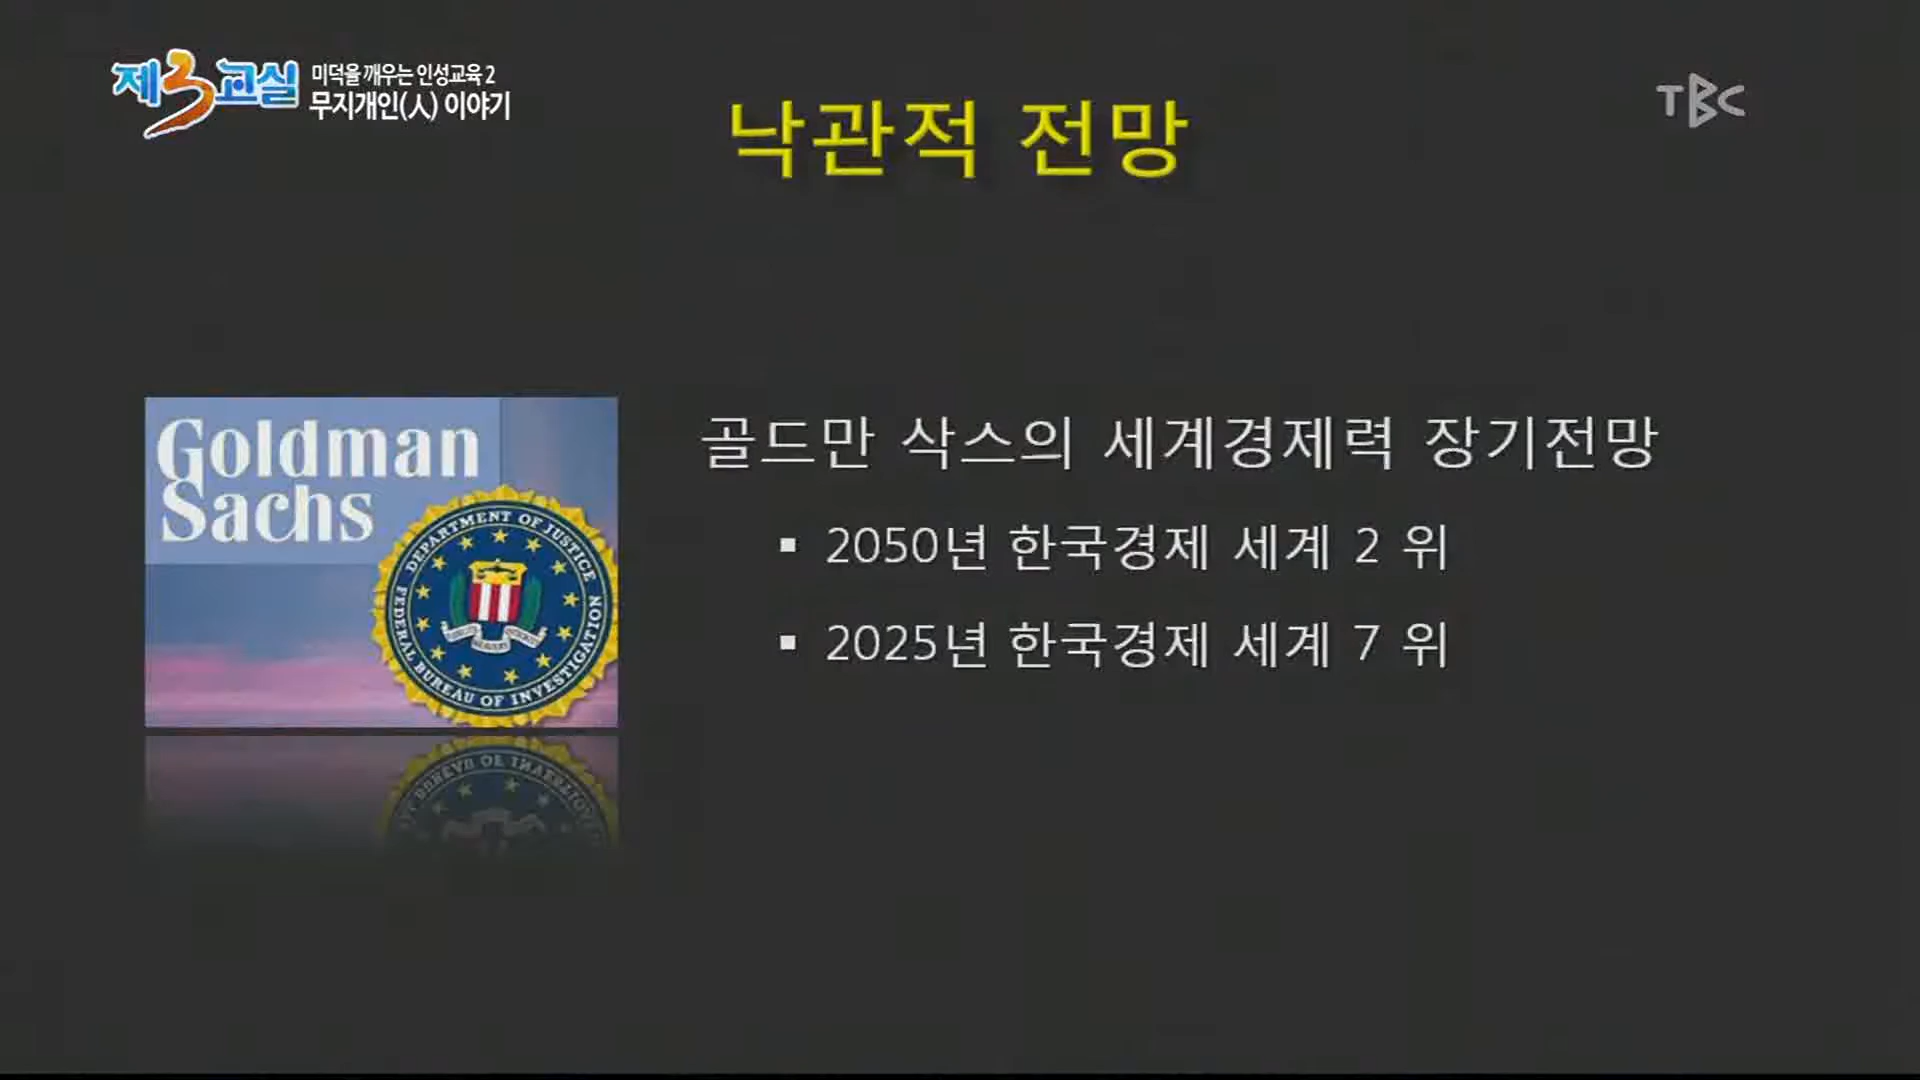 제3교실
미덕을 깨우는 인성교육 2
무지개인(人) 이야기
TBC
낙관적 전망
Goldman
Sachs
DEPARTMENT OF JUSTICE
FEDERAL BUREAU OF INVESTIGATION
골드만 삭스의 세계경제력 장기전망
▪ 2050년 한국경제 세계 2 위
▪ 2025년 한국경제 세계 7 위